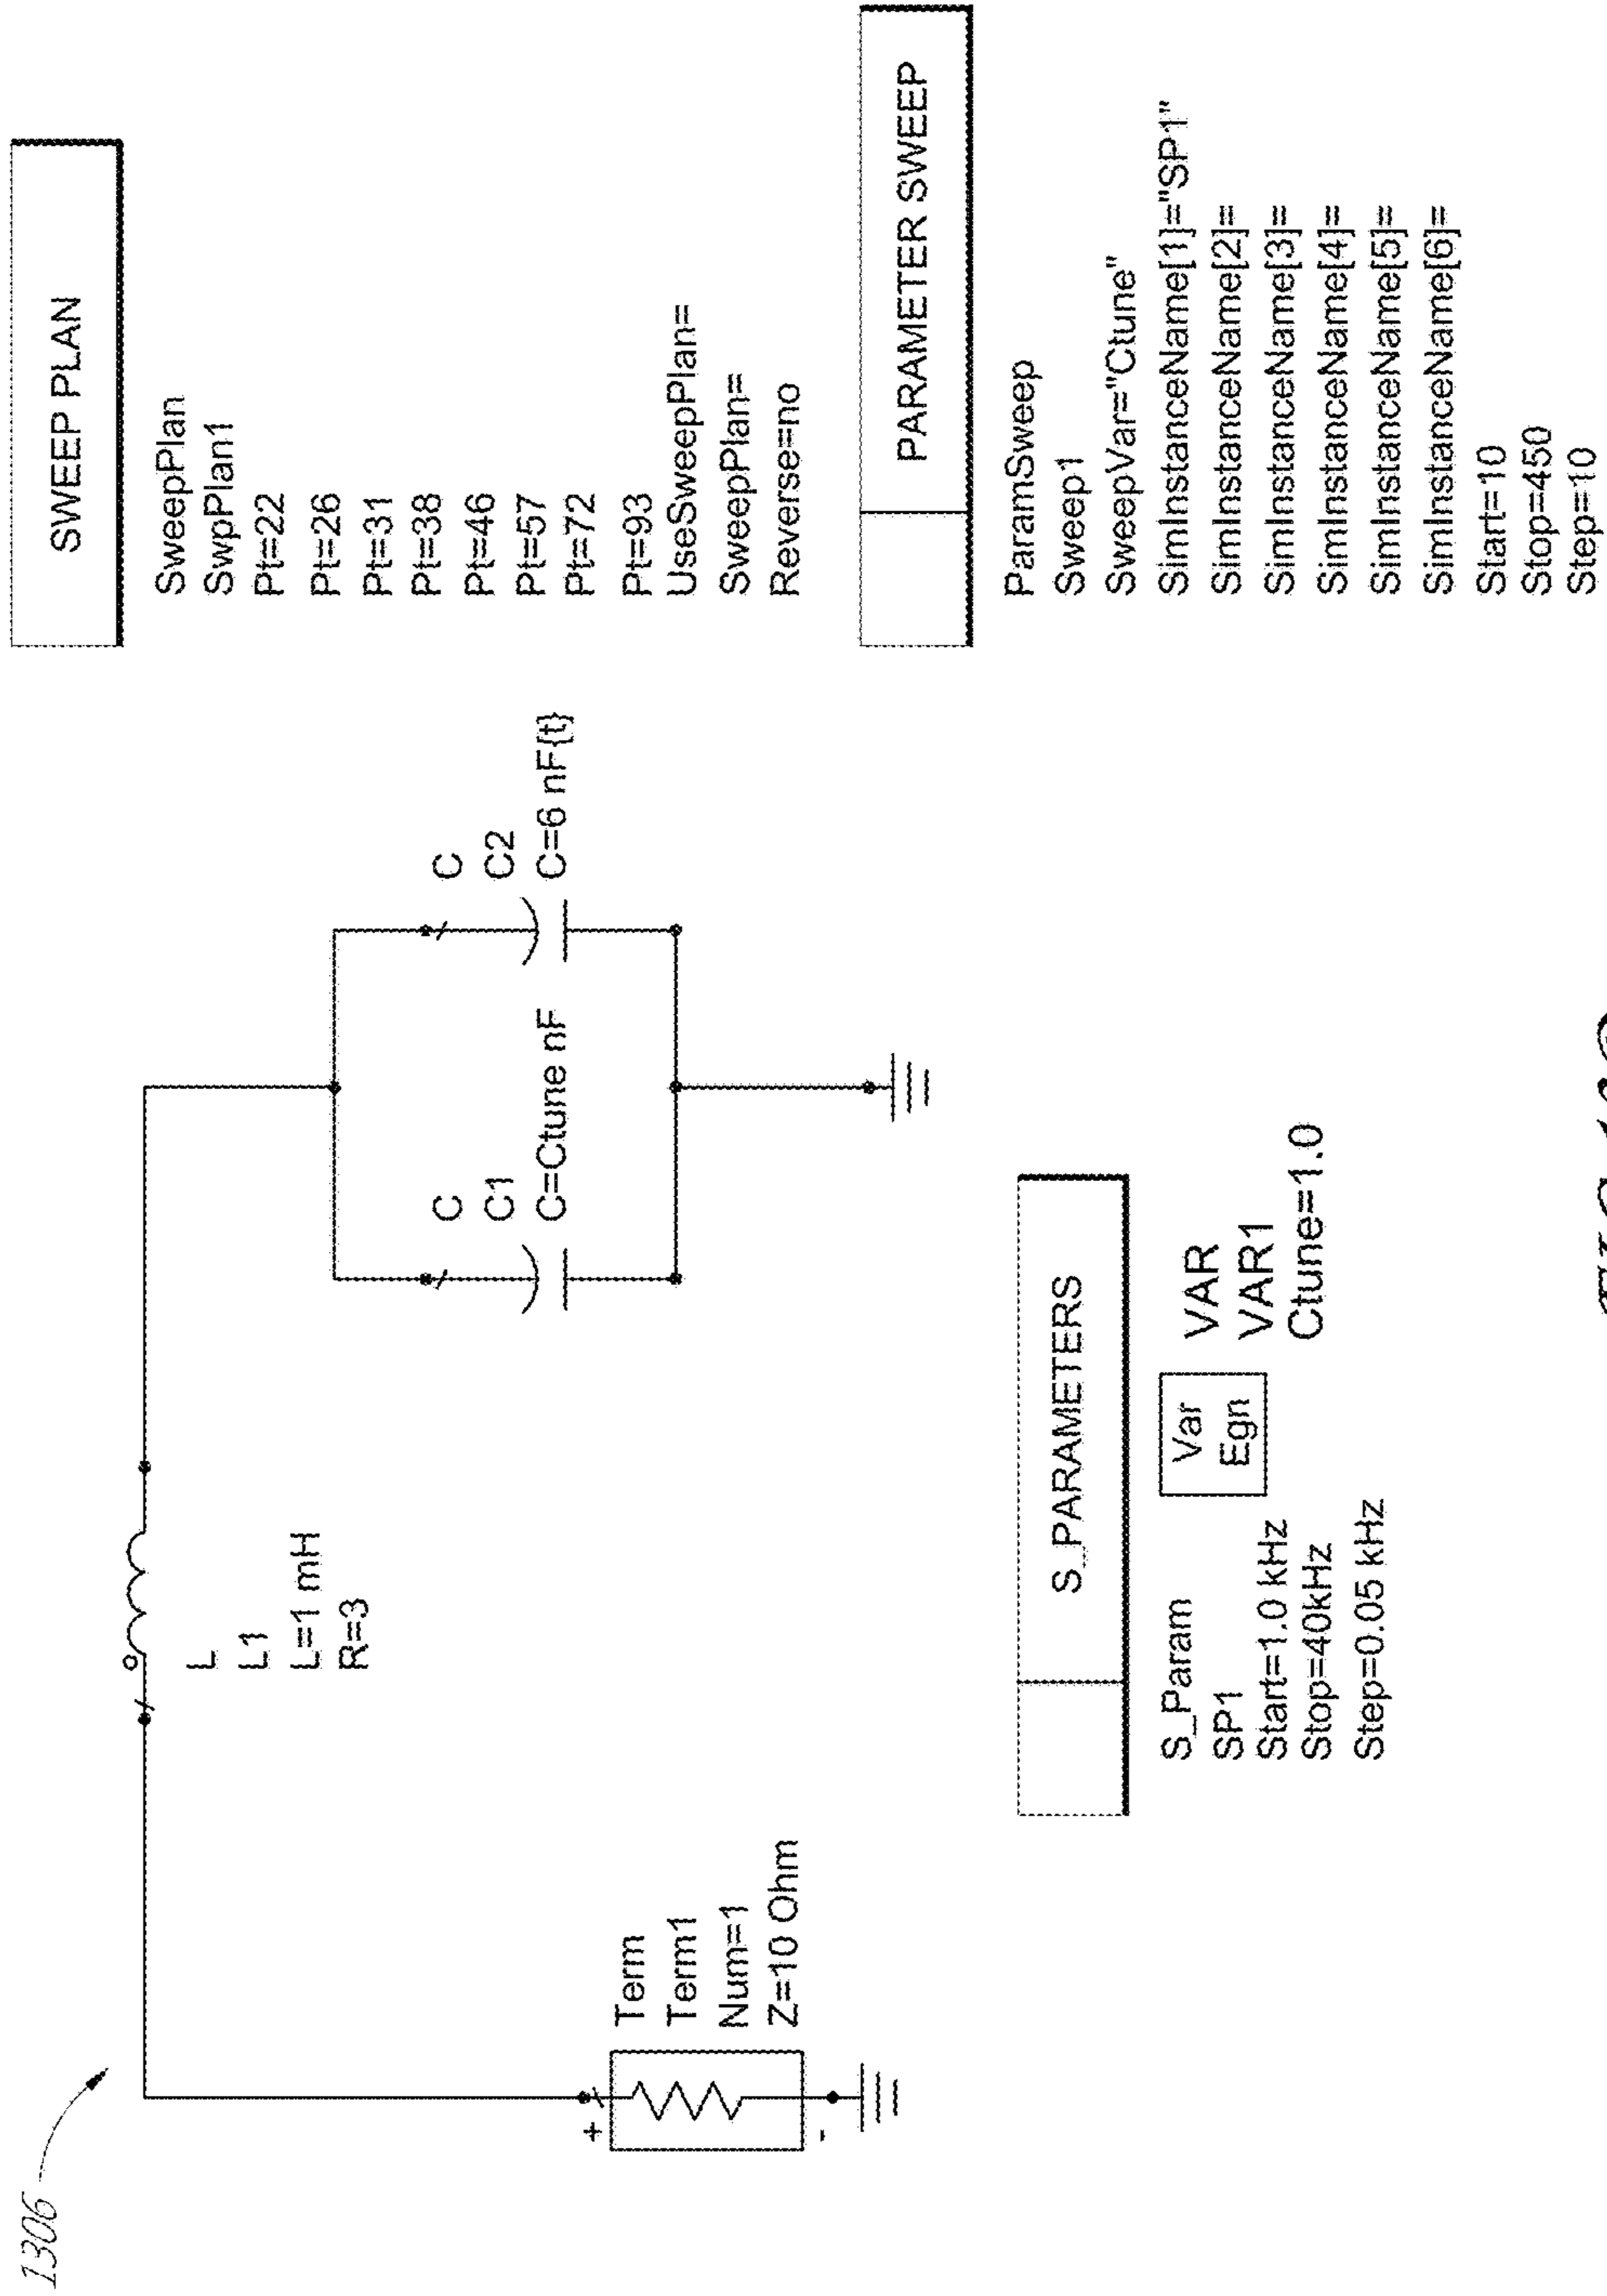 1306
L
L1
L=1 mH
R=3
Term
Term1
Num=1
Z=10 Ohm
+
-
C
C1
C=Ctune nF
C
C2
C=6 nF{t}
S_PARAMETERS
S_Param
SP1
Start=1.0 kHz
Stop=40kHz
Step=0.05 kHz
Var
Egn
VAR
VAR1
Ctune=1.0
SWEEP PLAN
SweepPlan
SwpPlan1
Pt=22
Pt=26
Pt=31
Pt=38
Pt=46
Pt=57
Pt=72
Pt=93
UseSweepPlan=
SweepPlan=
Reverse=no
PARAMETER SWEEP
ParamSweep
Sweep1
SweepVar="Ctune"
SimInstanceName[1]="SP1"
SimInstanceName[2]=
SimInstanceName[3]=
SimInstanceName[4]=
SimInstanceName[5]=
SimInstanceName[6]=
Start=10
Stop=450
Step=10